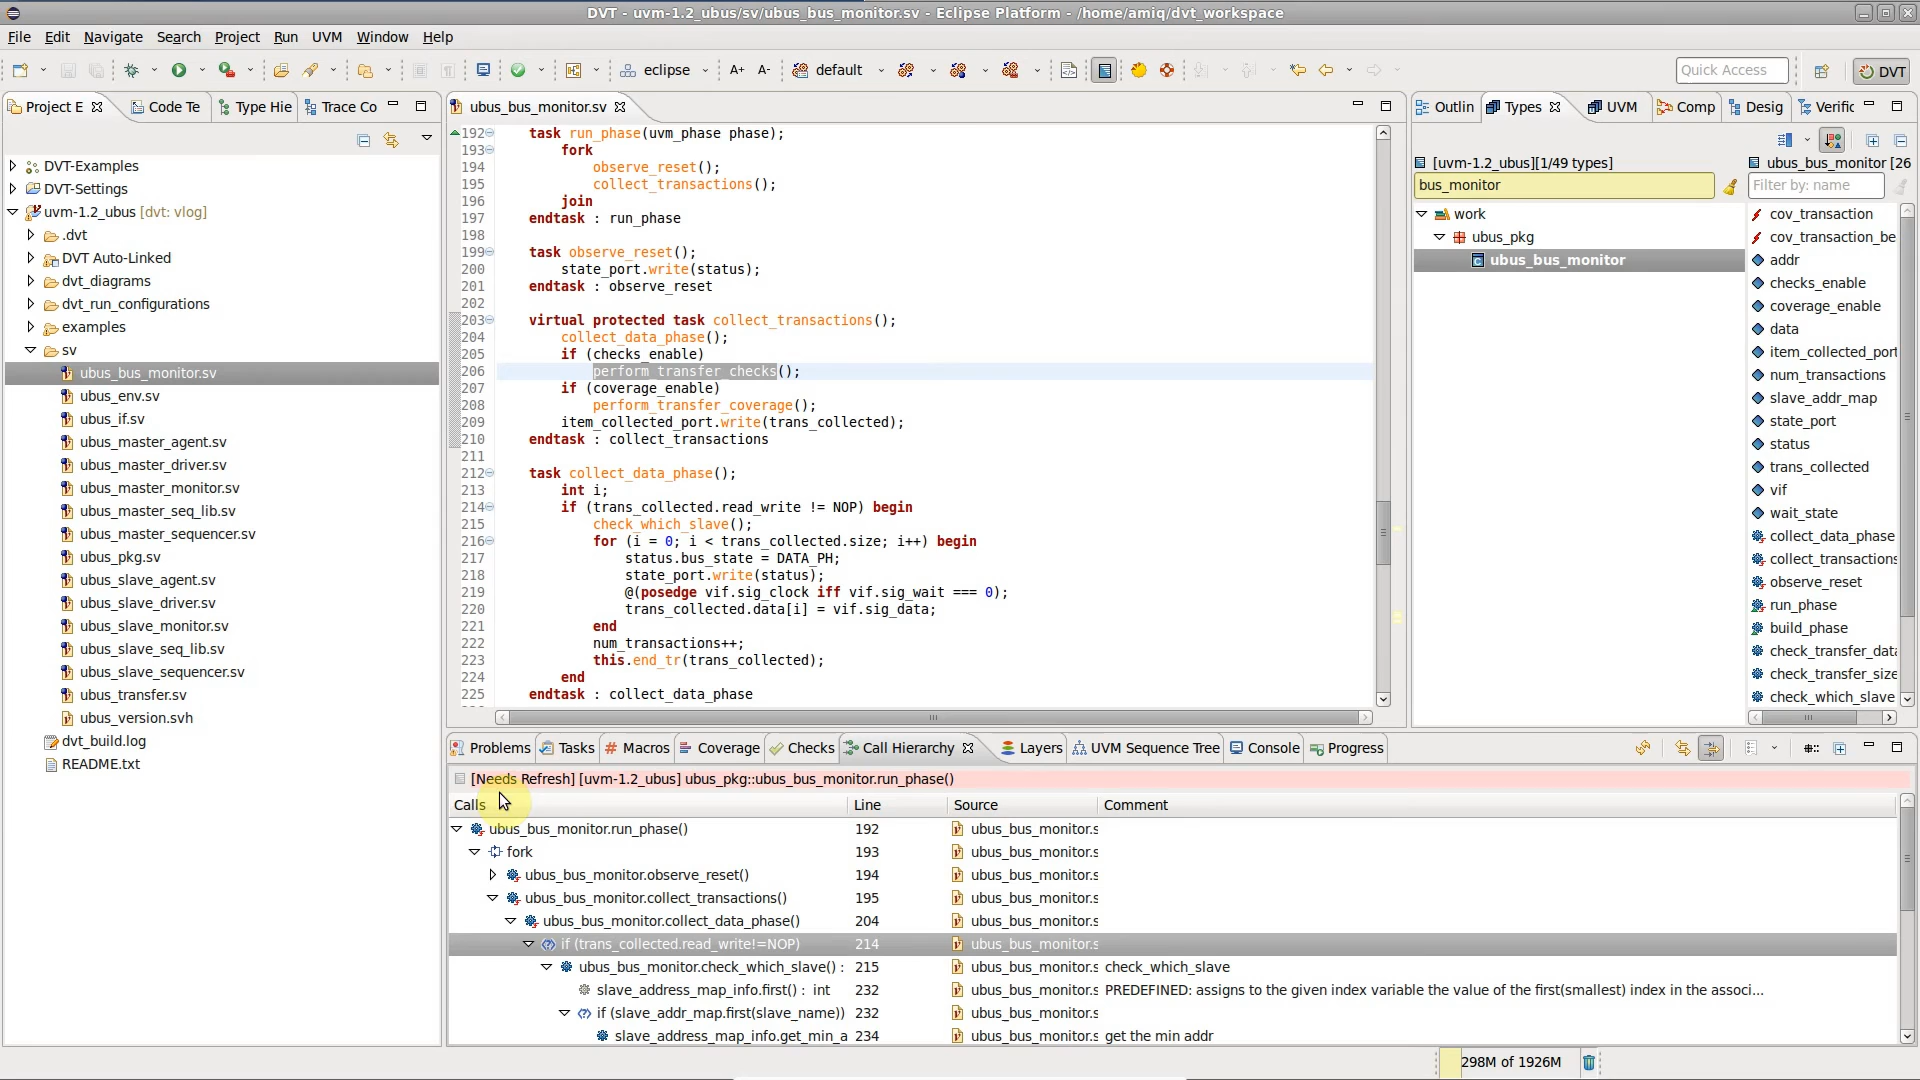 DVT - uvm-1.2_ubus/sv/ubus_bus_monitor.sv - Eclipse Platform - /home/amiq/dvt_workspace
File Edit Navigate Search Project Run UVM Window Help
eclipse A+ A- default Quick Access DVT
Project E Code Te Type Hie Trace Co
DVT-Examples
DVT-Settings
uvm-1.2_ubus [dvt: vlog]
.dvt
DVT Auto-Linked
dvt_diagrams
dvt_run_configurations
examples
sv
ubus_bus_monitor.sv
ubus_env.sv
ubus_if.sv
ubus_master_agent.sv
ubus_master_driver.sv
ubus_master_monitor.sv
ubus_master_seq_lib.sv
ubus_master_sequencer.sv
ubus_pkg.sv
ubus_slave_agent.sv
ubus_slave_driver.sv
ubus_slave_monitor.sv
ubus_slave_seq_lib.sv
ubus_slave_sequencer.sv
ubus_transfer.sv
ubus_version.svh
dvt_build.log
README.txt
ubus_bus_monitor.sv
192 task run_phase(uvm_phase phase);
193 fork
194 observe_reset();
195 collect_transactions();
196 join
197 endtask : run_phase
198
199 task observe_reset();
200 state_port.write(status);
201 endtask : observe_reset
202
203 virtual protected task collect_transactions();
204 collect_data_phase();
205 if (checks_enable)
206 perform_transfer_checks();
207 if (coverage_enable)
208 perform_transfer_coverage();
209 item_collected_port.write(trans_collected);
210 endtask : collect_transactions
211
212 task collect_data_phase();
213 int i;
214 if (trans_collected.read_write != NOP) begin
215 check_which_slave();
216 for (i = 0; i < trans_collected.size; i++) begin
217 status.bus_state = DATA_PH;
218 state_port.write(status);
219 @(posedge vif.sig_clock iff vif.sig_wait === 0);
220 trans_collected.data[i] = vif.sig_data;
221 end
222 num_transactions++;
223 this.end_tr(trans_collected);
224 end
225 endtask : collect_data_phase
Outlin Types UVM Comp Desig Verific
[uvm-1.2_ubus][1/49 types]
bus_monitor
work
ubus_pkg
ubus_bus_monitor
ubus_bus_monitor [26
Filter by: name
cov_transaction
cov_transaction_be
addr
checks_enable
coverage_enable
data
item_collected_port
num_transactions
slave_addr_map
state_port
status
trans_collected
vif
wait_state
collect_data_phase
collect_transactions
observe_reset
run_phase
build_phase
check_transfer_data
check_transfer_size
check_which_slave
Problems Tasks Macros Coverage Checks Call Hierarchy Layers UVM Sequence Tree Console Progress
[Needs Refresh] [uvm-1.2_ubus] ubus_pkg::ubus_bus_monitor.run_phase()
Calls Line Source Comment
ubus_bus_monitor.run_phase() 192 ubus_bus_monitor.s
fork 193 ubus_bus_monitor.s
ubus_bus_monitor.observe_reset() 194 ubus_bus_monitor.s
ubus_bus_monitor.collect_transactions() 195 ubus_bus_monitor.s
ubus_bus_monitor.collect_data_phase() 204 ubus_bus_monitor.s
if (trans_collected.read_write!=NOP) 214 ubus_bus_monitor.s
ubus_bus_monitor.check_which_slave() : 215 ubus_bus_monitor.s check_which_slave
slave_address_map_info.first() : int 232 ubus_bus_monitor.s PREDEFINED: assigns to the given index variable the value of the first(smallest) index in the associ...
if (slave_addr_map.first(slave_name)) 232 ubus_bus_monitor.s
slave_address_map_info.get_min_a 234 ubus_bus_monitor.s get the min addr
298M of 1926M